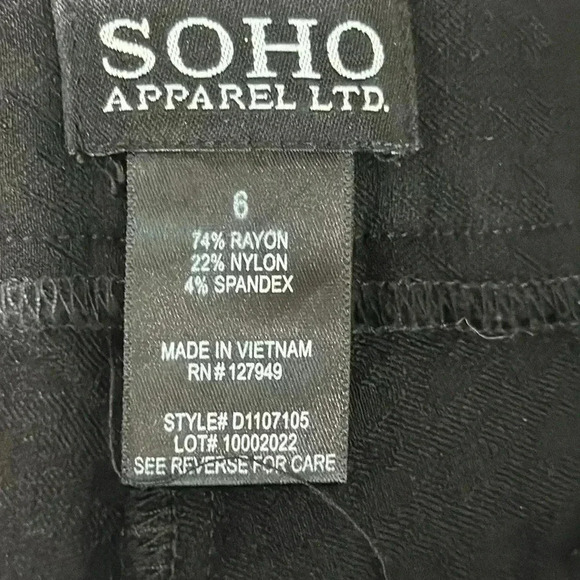 SOHO
APPAREL LTD.
6
74% RAYON
22% NYLON
4% SPANDEX
MADE IN VIETNAM
RN# 127949
STYLE# D1107105
LOT# 10002022
SEE REVERSE FOR CARE